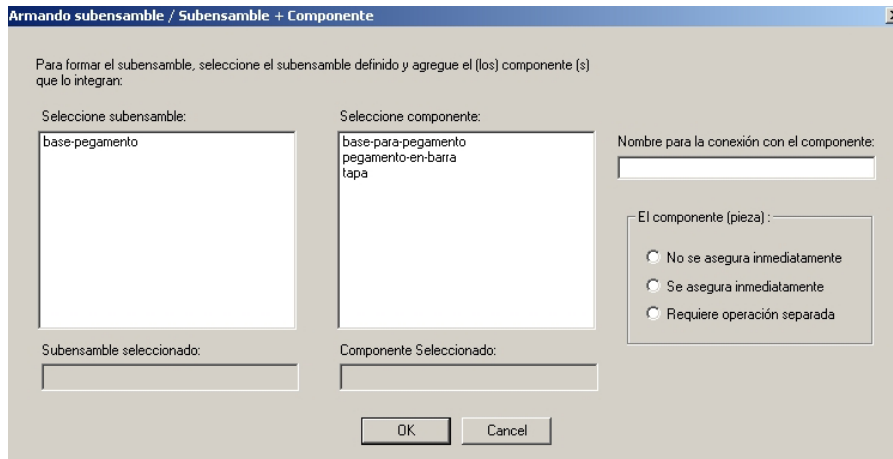 Armando subensamble / Subensamble + Componente
Para formar el subensamble, seleccione el subensamble definido y agregue el (los) componente (s)
que lo integran:
Seleccione subensamble:
base-pegamento
Seleccione componente:
base-para-pegamento
pegamento-en-barra
tapa
Nombre para la conexión con el componente:
El componente (pieza) :
No se asegura inmediatamente
Se asegura inmediatamente
Requiere operación separada
Subensamble seleccionado:
Componente Seleccionado:
OK
Cancel